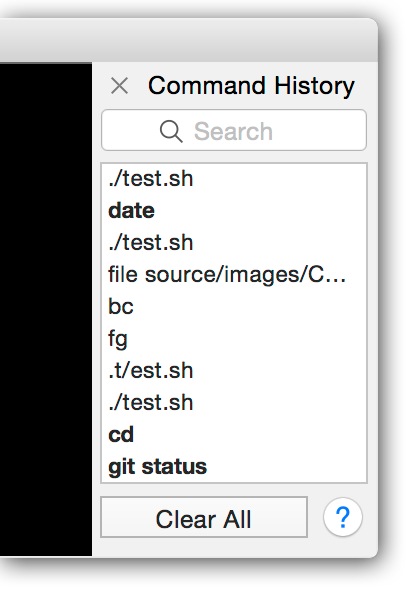 Command History
Search
./test.sh
date
./test.sh
file source/images/C...
bc
fg
.t/est.sh
./test.sh
cd
git status
Clear All
?